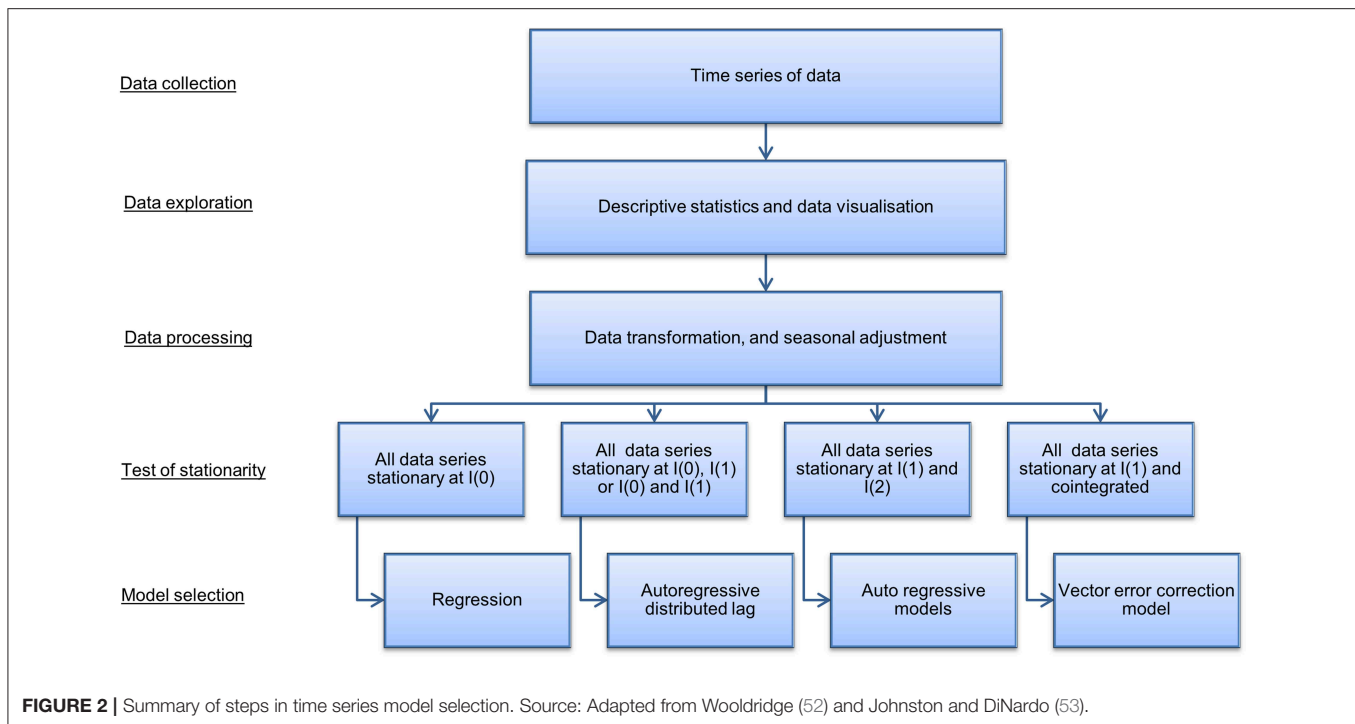 Data collection
Time series of data
Data exploration
Descriptive statistics and data visualisation
Data processing
Data transformation, and seasonal adjustment
Test of stationarity
All data series
stationary at I(0)
All data series
stationary at I(0), I(1)
or I(0) and I(1)
All data series
stationary at I(1) and
I(2)
All data series
stationary at I(1) and
cointegrated
Model selection
Regression
Autoregressive
distributed lag
Auto regressive
models
Vector error correction
model
FIGURE 2 | Summary of steps in time series model selection. Source: Adapted from Wooldridge (52) and Johnston and DiNardo (53).